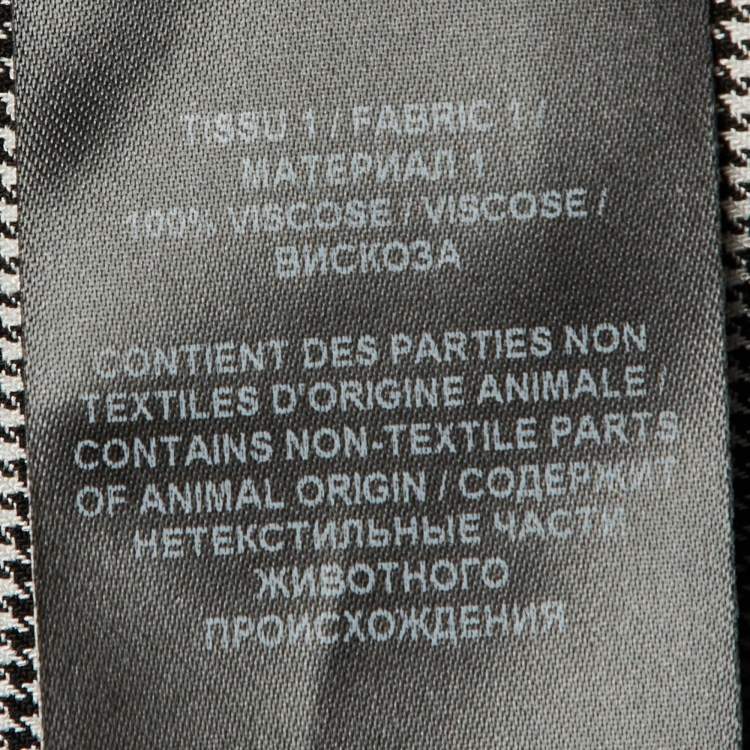 TISSU 1 / FABRIC 1 /
МАТЕРИАЛ 1
100% VISCOSE / VISCOSE /
ВИСКОЗА
CONTIENT DES PARTIES NON
TEXTILES D'ORIGINE ANIMALE /
CONTAINS NON-TEXTILE PARTS
OF ANIMAL ORIGIN / СОДЕРЖИТ
НЕТЕКСТИЛЬНЫЕ ЧАСТИ
ЖИВОТНОГО
ПРОИСХОЖДЕНИЯ